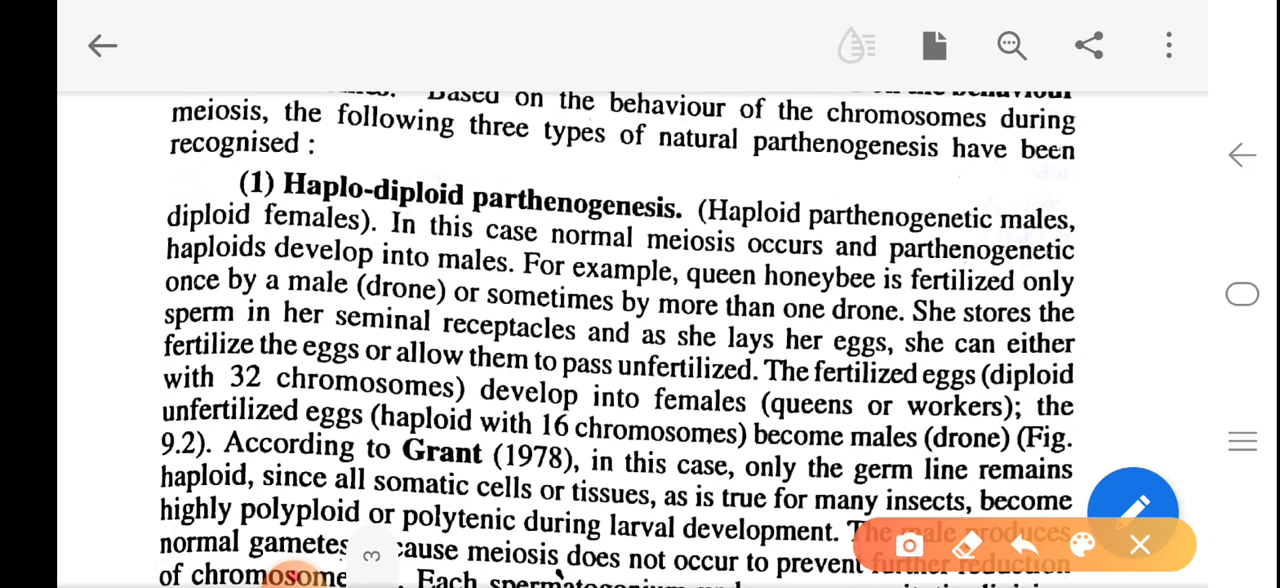 Based on the behaviour of the chromosomes during
meiosis, the following three types of natural parthenogenesis have been
recognised :
(1) Haplo-diploid parthenogenesis. (Haploid parthenogenetic males,
diploid females). In this case normal meiosis occurs and parthenogenetic
haploids develop into males. For example, queen honeybee is fertilized only
once by a male (drone) or sometimes by more than one drone. She stores the
sperm in her seminal receptacles and as she lays her eggs, she can either
fertilize the eggs or allow them to pass unfertilized. The fertilized eggs (diploid
with 32 chromosomes) develop into females (queens or workers); the
unfertilized eggs (haploid with 16 chromosomes) become males (drone) (Fig.
9.2). According to Grant (1978), in this case, only the germ line remains
haploid, since all somatic cells or tissues, as is true for many insects, become
highly polyploid or polytenic during larval development. The male produces
normal gametes cause meiosis does not occur to prevent further reduction
of chromosome Each spermatogonium
3